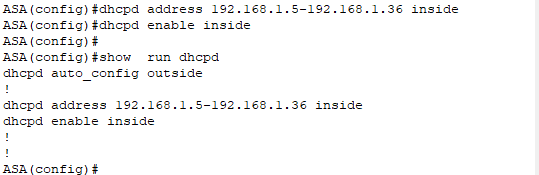 ASA(config)#dhcpd address 192.168.1.5-192.168.1.36 inside
ASA(config)#dhcpd enable inside
ASA(config)#
ASA(config)#show  run dhcpd
dhcpd auto_config outside
!
dhcpd address 192.168.1.5-192.168.1.36 inside
dhcpd enable inside
!
!
ASA(config)#